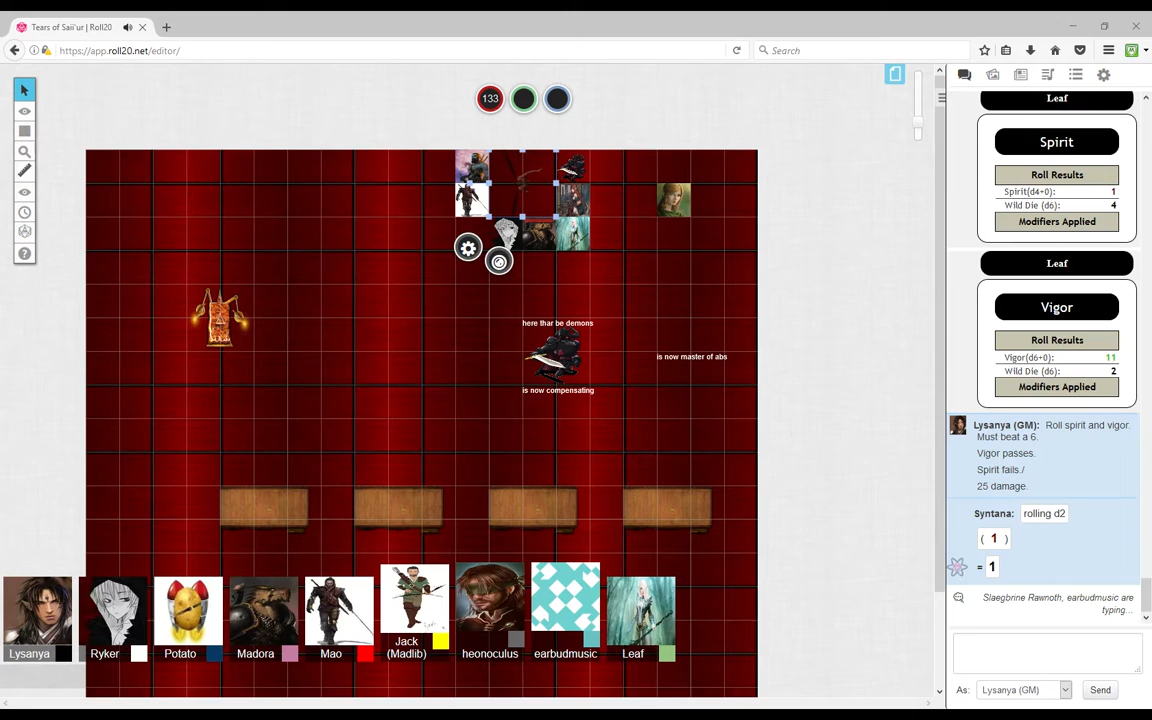 Tears of Saii'ur | Roll20
https://app.roll20.net/editor/
Search
133
here thar be demons
is now master of abs
is now compensating
Lysanya
Ryker
Potato
Madora
Mao
Jack
(Madlib)
heonoculus
earbudmusic
Leaf
Leaf
Spirit
Roll Results
Spirit(d4+0): 1
Wild Die (d6): 4
Modifiers Applied
Leaf
Vigor
Roll Results
Vigor(d6+0): 11
Wild Die (d6): 2
Modifiers Applied
Lysanya (GM): Roll spirit and vigor.
Must beat a 6.
Vigor passes.
Spirit fails./
25 damage.
Syntana: rolling d2
( 1 )
= 1
Slaegbrine Rawnoth, earbudmusic are
typing...
As: Lysanya (GM) Send